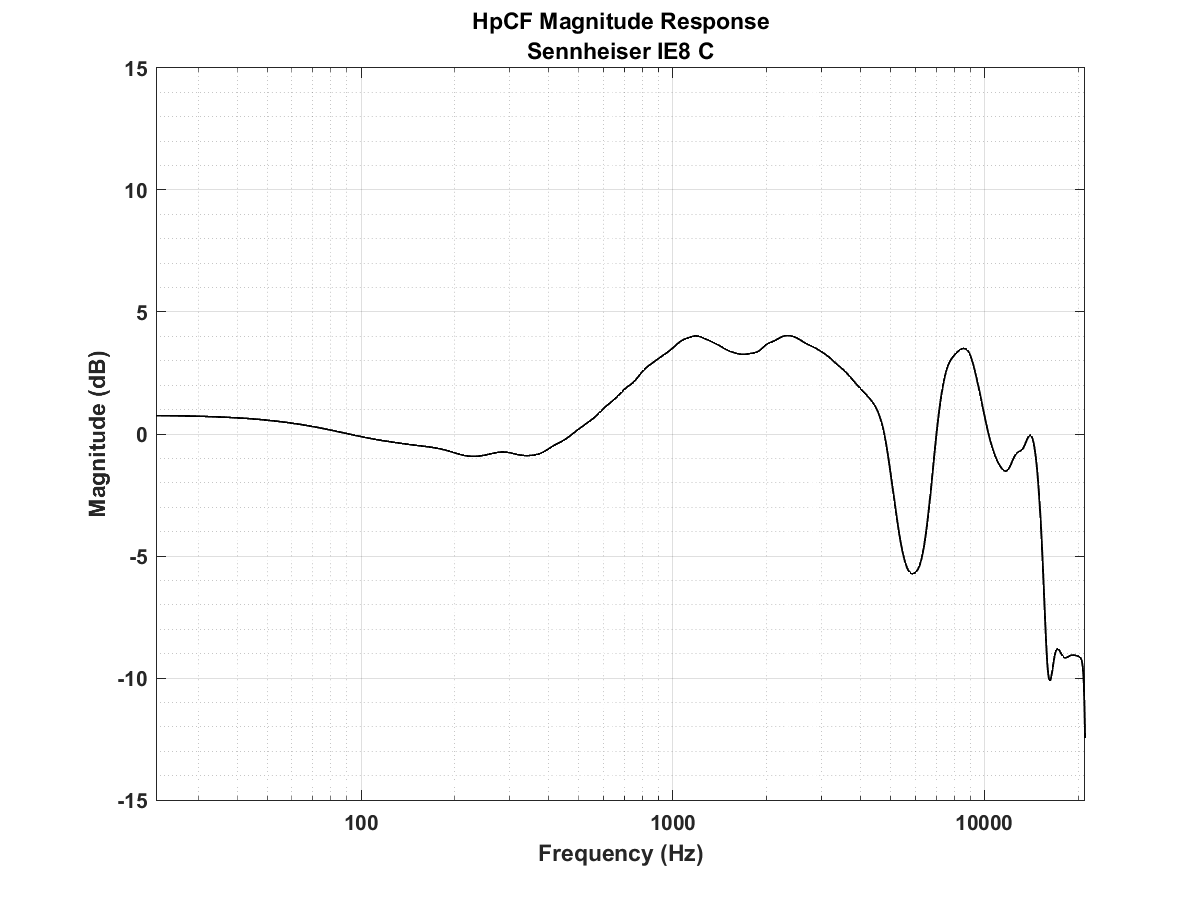 HpCF Magnitude Response
Sennheiser IE8 C
15
10
5
0
-5
-10
-15
Magnitude (dB)
100 1000 10000
Frequency (Hz)